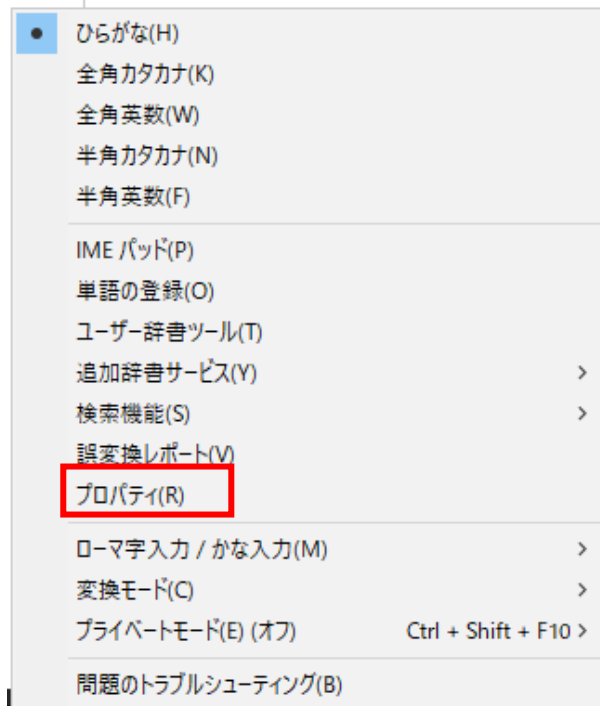 ひらがな(H)
全角カタカナ(K)
全角英数(W)
半角カタカナ(N)
半角英数(F)
IME パッド(P)
単語の登録(O)
ユーザー辞書ツール(T)
追加辞書サービス(Y) >
検索機能(S) >
誤変換レポート(V)
プロパティ(R)
ローマ字入力 / かな入力(M) >
変換モード(C) >
プライベートモード(E) (オフ) Ctrl + Shift + F10 >
問題のトラブルシューティング(B)